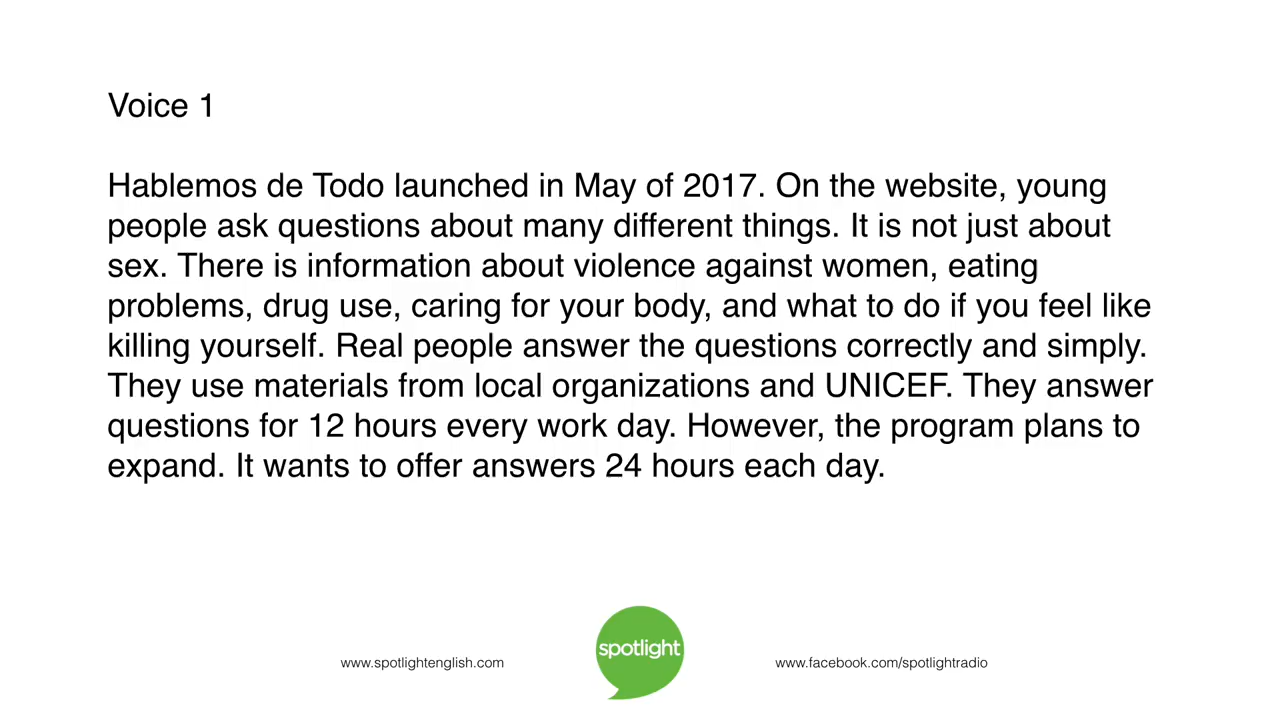 Voice 1
Hablemos de Todo launched in May of 2017. On the website, young
people ask questions about many different things. It is not just about
sex. There is information about violence against women, eating
problems, drug use, caring for your body, and what to do if you feel like
killing yourself. Real people answer the questions correctly and simply.
They use materials from local organizations and UNICEF. They answer
questions for 12 hours every work day. However, the program plans to
expand. It wants to offer answers 24 hours each day.
www.spotlightenglish.com
spotlight
www.facebook.com/spotlightradio